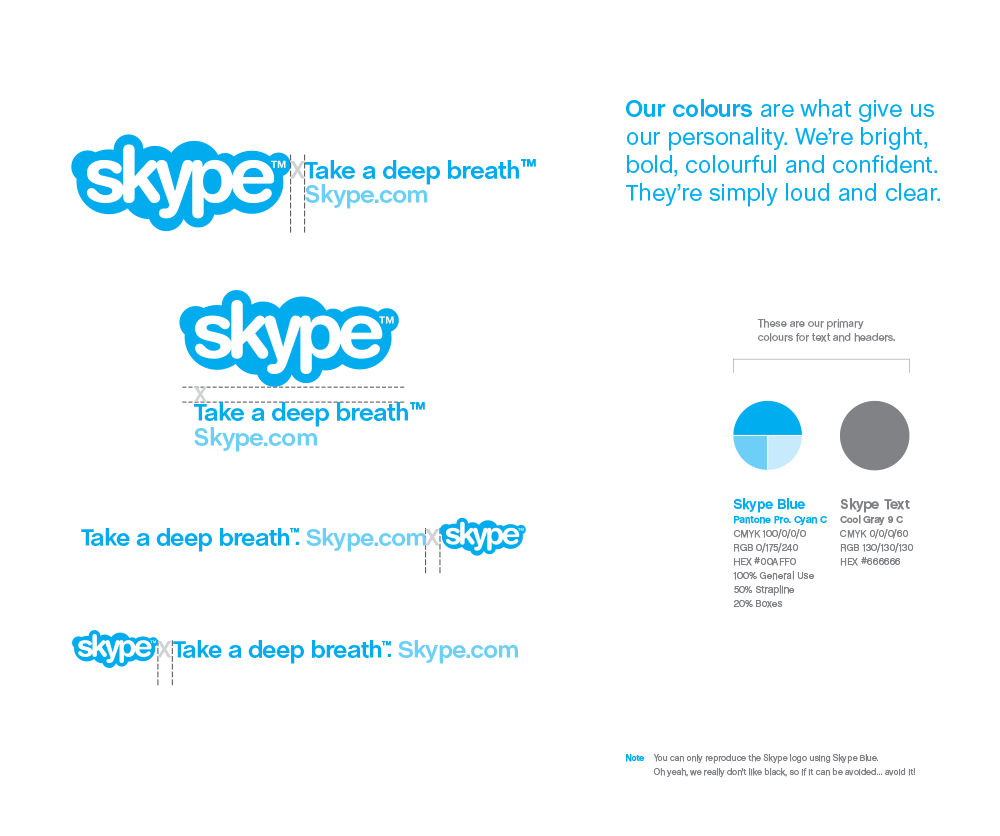 skype™
X
Take a deep breath™
Skype.com
skype™
X
Take a deep breath™
Skype.com
Take a deep breath™. Skype.com
X
skype™
skype™
X
Take a deep breath™. Skype.com
Our colours are what give us
our personality. We're bright,
bold, colourful and confident.
They're simply loud and clear.
These are our primary
colours for text and headers.
Skype Blue
Pantone Pro. Cyan C
CMYK 100/0/0/0
RGB 0/175/240
HEX #00AFF0
100% General Use
50% Strapline
20% Boxes
Skype Text
Cool Gray 9 C
CMYK 0/0/0/60
RGB 130/130/130
HEX #666666
Note You can only reproduce the Skype logo using Skype Blue.
Oh yeah, we really don't like black, so if it can be avoided... avoid it!